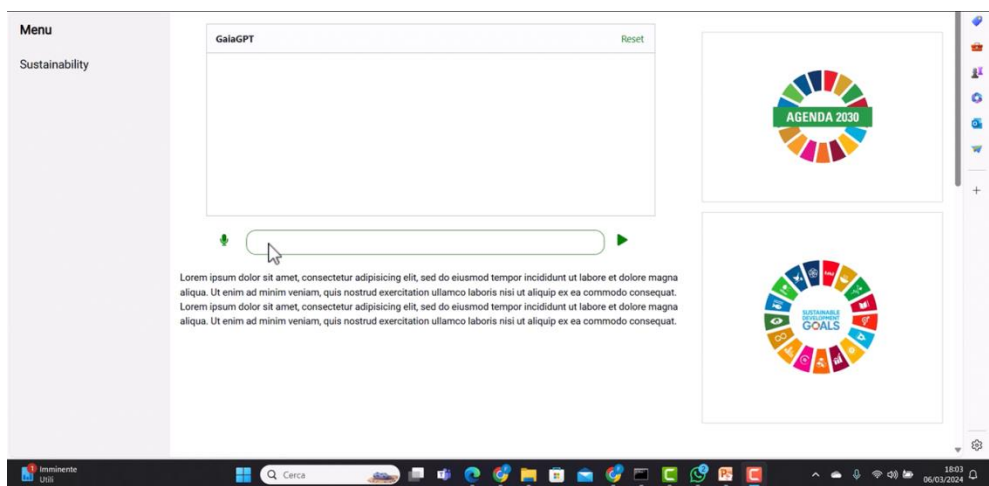 Menu
Sustainability
GaiaGPT
Reset
AGENDA 2030
Lorem ipsum dolor sit amet, consectetur adipisicing elit, sed do eiusmod tempor incididunt ut labore et dolore magna
aliqua. Ut enim ad minim veniam, quis nostrud exercitation ullamco laboris nisi ut aliquip ex ea commodo consequat.
Lorem ipsum dolor sit amet, consectetur adipisicing elit, sed do eiusmod tempor incididunt ut labore et dolore magna
aliqua. Ut enim ad minim veniam, quis nostrud exercitation ullamco laboris nisi ut aliquip ex ea commodo consequat.
SUSTAINABLE
DEVELOPMENT
GOALS
1
Imminente
Utili
Cerca
2
18:03
06/03/2024